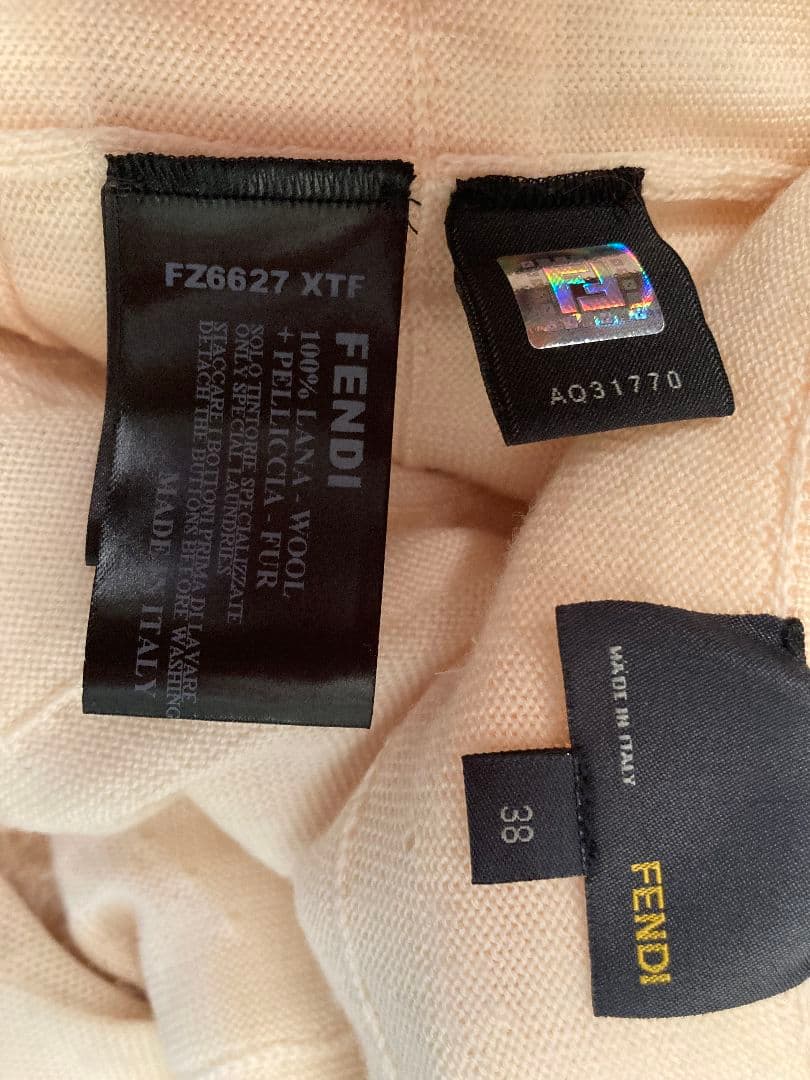 FZ6627 XTF
FENDI
100% LANA - WOOL
+ PELLICCIA - FUR
SOLO TINTORIE SPECIALIZZATE
ONLY SPECIAL LAUNDRIES
STACCARE I BOTTONI PRIMA DI LAVARE
DETACH THE BUTTONS BEFORE WASHING
MADE IN ITALY
AQ31770
MADE IN ITALY
FENDI
38